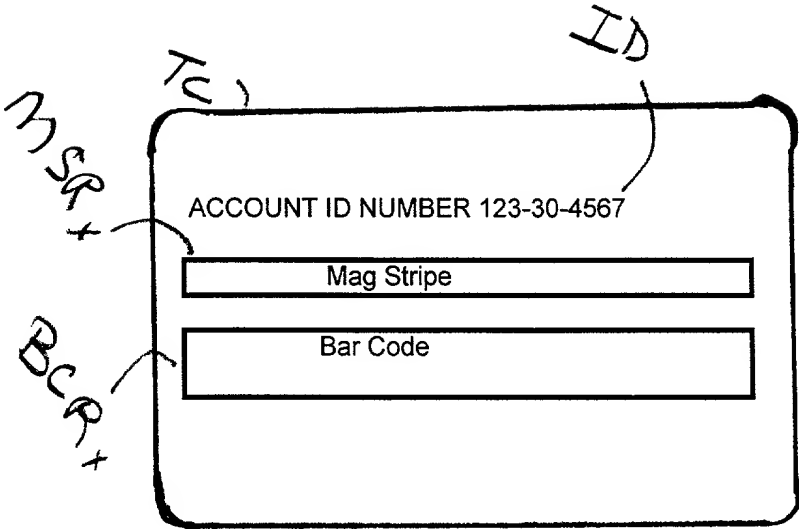 ID
TC
MSR+
ACCOUNT ID NUMBER 123-30-4567
Mag Stripe
Bar Code
BCR+